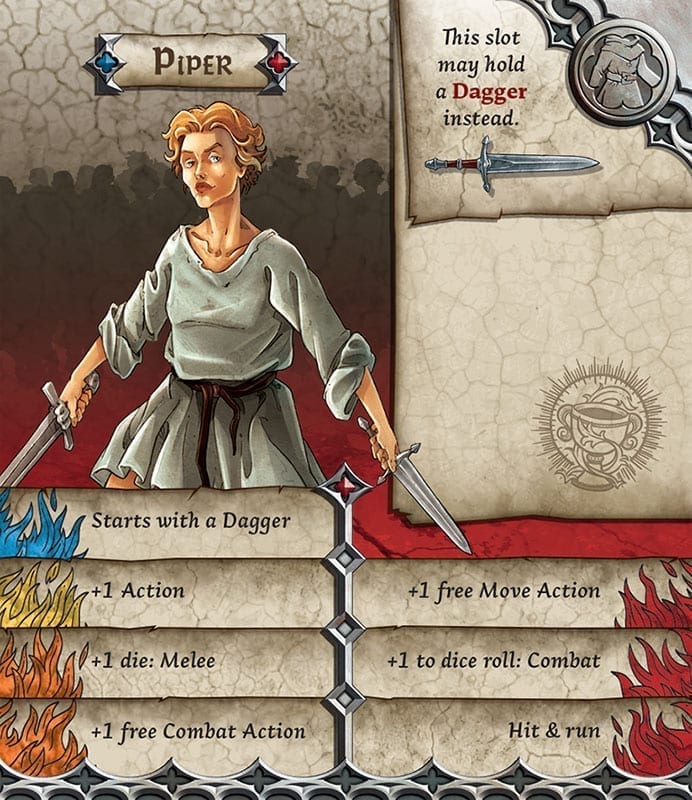 Piper
This slot
may hold
a Dagger
instead.
Starts with a Dagger
+1 Action
+1 die: Melee
+1 free Combat Action
+1 free Move Action
+1 to dice roll: Combat
Hit & run